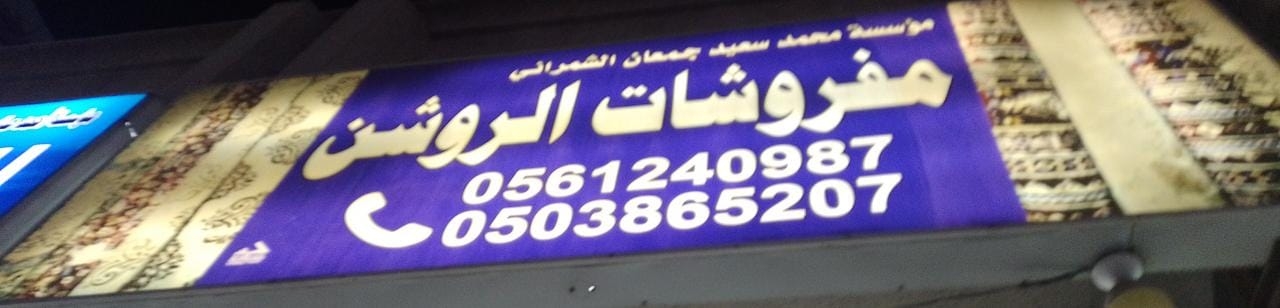 مؤسسة محمد سعيد جمعان الشمراني
مفروشات الروشن
0561240987
0503865207